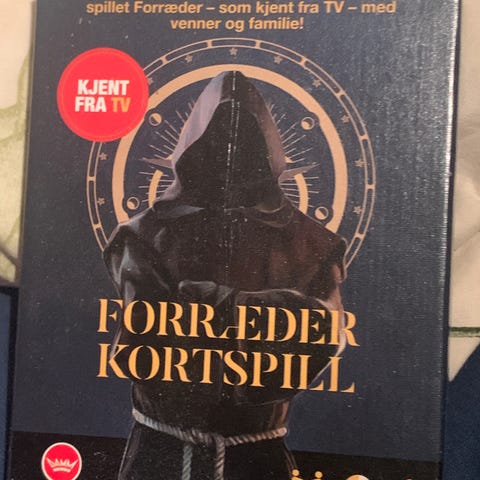 spillet Forræder – som kjent fra TV – med
venner og familie!
KJENT
FRA TV
FORRÆDER
KORTSPILL